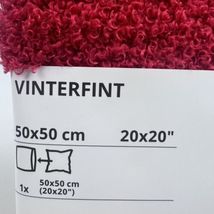 VINTERFINT
50x50 cm 20x20"
50x50 cm
1x (20x20")